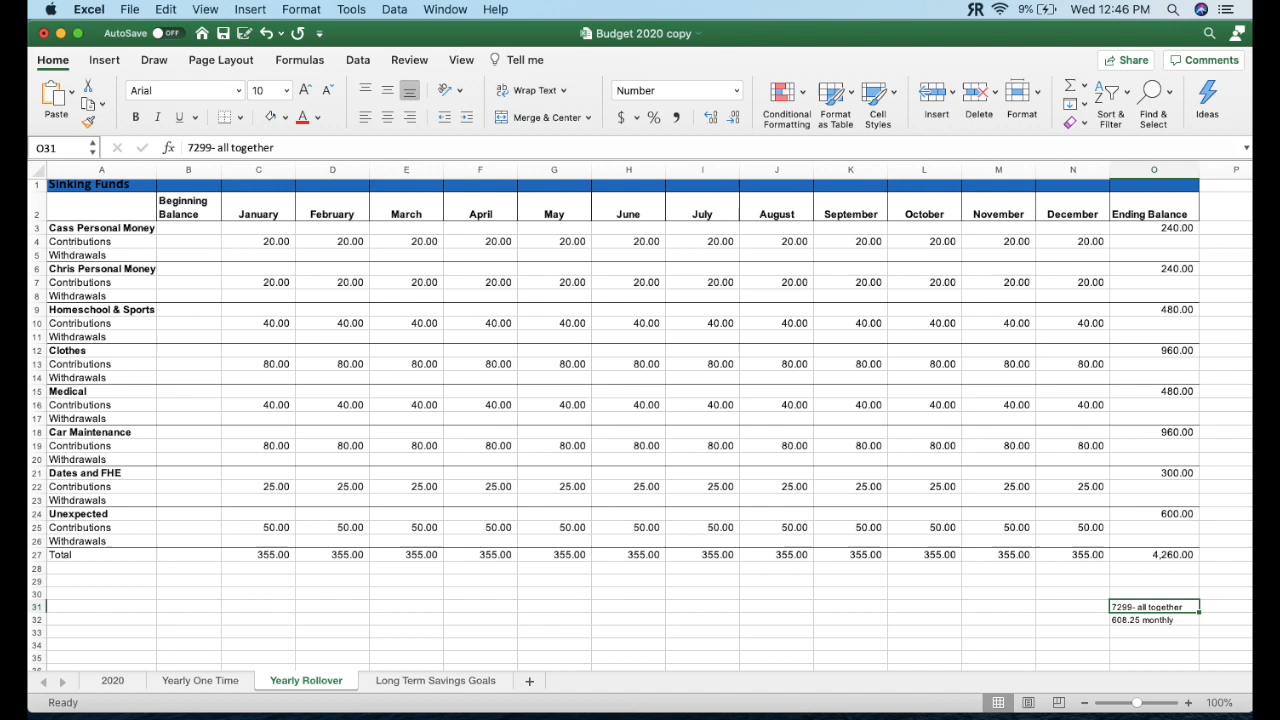 Excel File Edit View Insert Format Tools Data Window Help 9% Wed 12:46 PM
AutoSave OFF Budget 2020 copy
Home Insert Draw Page Layout Formulas Data Review View Tell me Share Comments
Paste Arial 10 Wrap Text Number Conditional Formatting Format as Table Cell Styles Insert Delete Format Sort & Filter Find & Select Ideas
B I U A Merge & Center $ % 
O31 fx 7299- all together
A B C D E F G H I J K L M N O P
1 Sinking Funds
2 Beginning Balance January February March April May June July August September October November December Ending Balance
3 Cass Personal Money 240.00
4 Contributions 20.00 20.00 20.00 20.00 20.00 20.00 20.00 20.00 20.00 20.00 20.00 20.00
5 Withdrawals
6 Chris Personal Money 240.00
7 Contributions 20.00 20.00 20.00 20.00 20.00 20.00 20.00 20.00 20.00 20.00 20.00 20.00
8 Withdrawals
9 Homeschool & Sports 480.00
10 Contributions 40.00 40.00 40.00 40.00 40.00 40.00 40.00 40.00 40.00 40.00 40.00 40.00
11 Withdrawals
12 Clothes 960.00
13 Contributions 80.00 80.00 80.00 80.00 80.00 80.00 80.00 80.00 80.00 80.00 80.00 80.00
14 Withdrawals
15 Medical 480.00
16 Contributions 40.00 40.00 40.00 40.00 40.00 40.00 40.00 40.00 40.00 40.00 40.00 40.00
17 Withdrawals
18 Car Maintenance 960.00
19 Contributions 80.00 80.00 80.00 80.00 80.00 80.00 80.00 80.00 80.00 80.00 80.00 80.00
20 Withdrawals
21 Dates and FHE 300.00
22 Contributions 25.00 25.00 25.00 25.00 25.00 25.00 25.00 25.00 25.00 25.00 25.00 25.00
23 Withdrawals
24 Unexpected 600.00
25 Contributions 50.00 50.00 50.00 50.00 50.00 50.00 50.00 50.00 50.00 50.00 50.00 50.00
26 Withdrawals
27 Total 355.00 355.00 355.00 355.00 355.00 355.00 355.00 355.00 355.00 355.00 355.00 355.00 4,260.00
28
29
30
31 7299- all together
32 608.25 monthly
33
34
35
2020 Yearly One Time Yearly Rollover Long Term Savings Goals
Ready 100%